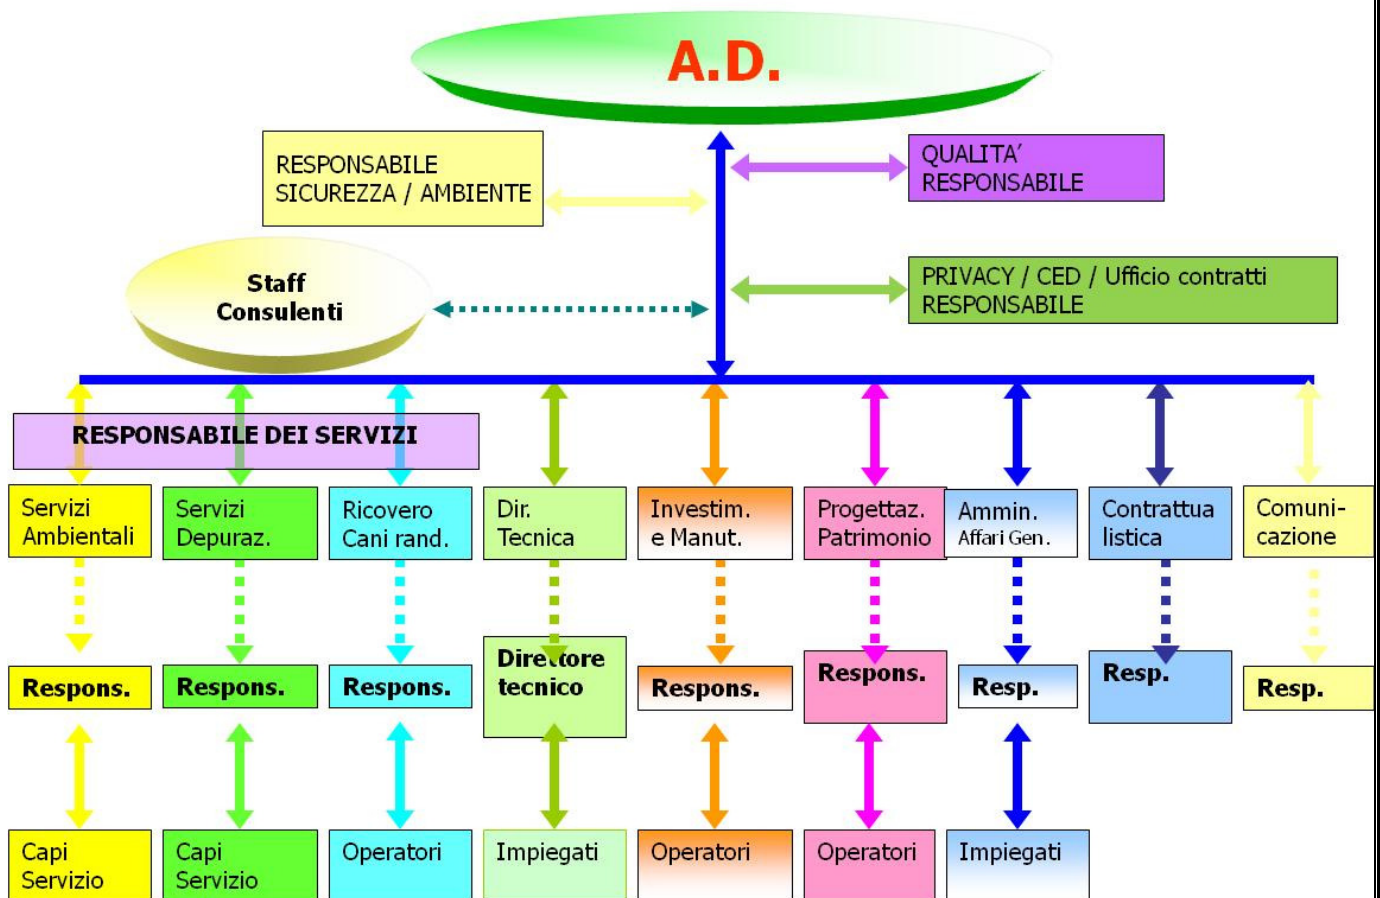 A.D.
RESPONSABILE
SICUREZZA / AMBIENTE
QUALITA’
RESPONSABILE
Staff
Consulenti
PRIVACY / CED / Ufficio contratti
RESPONSABILE
RESPONSABILE DEI SERVIZI
Servizi
Ambientali
Servizi
Depuraz.
Ricovero
Cani rand.
Dir.
Tecnica
Investim.
e Manut.
Progettaz.
Patrimonio
Ammin.
Affari Gen.
Contrattua
listica
Comuni-
cazione
Respons.
Respons.
Respons.
Direttore
tecnico
Respons.
Respons.
Resp.
Resp.
Resp.
Capi
Servizio
Capi
Servizio
Operatori
Impiegati
Operatori
Operatori
Impiegati